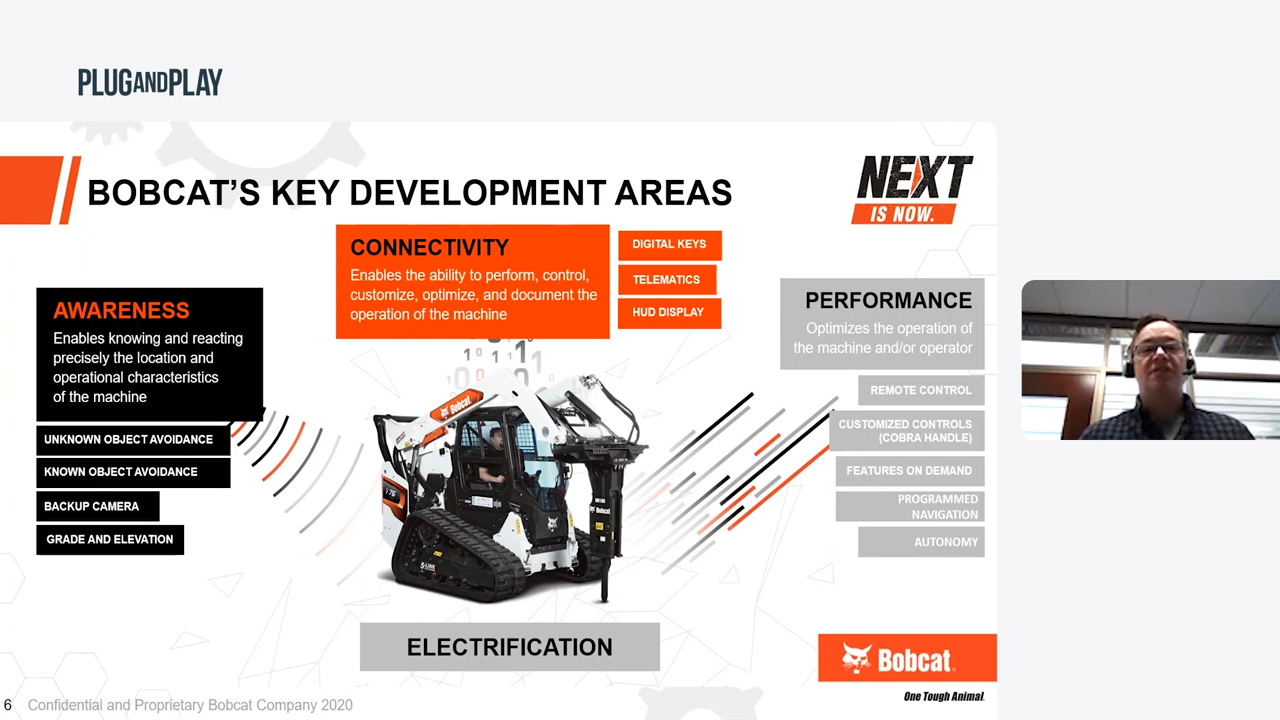 PLUGANDPLAY
BOBCAT'S KEY DEVELOPMENT AREAS
NEXT
IS NOW.
CONNECTIVITY
Enables the ability to perform, control,
customize, optimize, and document the
operation of the machine
DIGITAL KEYS
TELEMATICS
HUD DISPLAY
AWARENESS
Enables knowing and reacting
precisely the location and
operational characteristics
of the machine
UNKNOWN OBJECT AVOIDANCE
KNOWN OBJECT AVOIDANCE
BACKUP CAMERA
GRADE AND ELEVATION
PERFORMANCE
Optimizes the operation of
the machine and/or operator
REMOTE CONTROL
CUSTOMIZED CONTROLS
(COBRA HANDLE)
FEATURES ON DEMAND
PROGRAMMED
NAVIGATION
AUTONOMY
Bobcat
Bobcat
ELECTRIFICATION
Bobcat
One Tough Animal.
6 Confidential and Proprietary Bobcat Company 2020